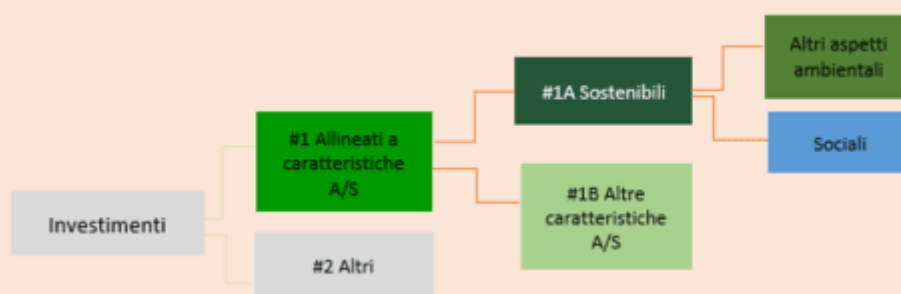 Investimenti
#1 Allineati a
caratteristiche
A/S
#2 Altri
#1A Sostenibili
#1B Altre
caratteristiche
A/S
Altri aspetti
ambientali
Sociali